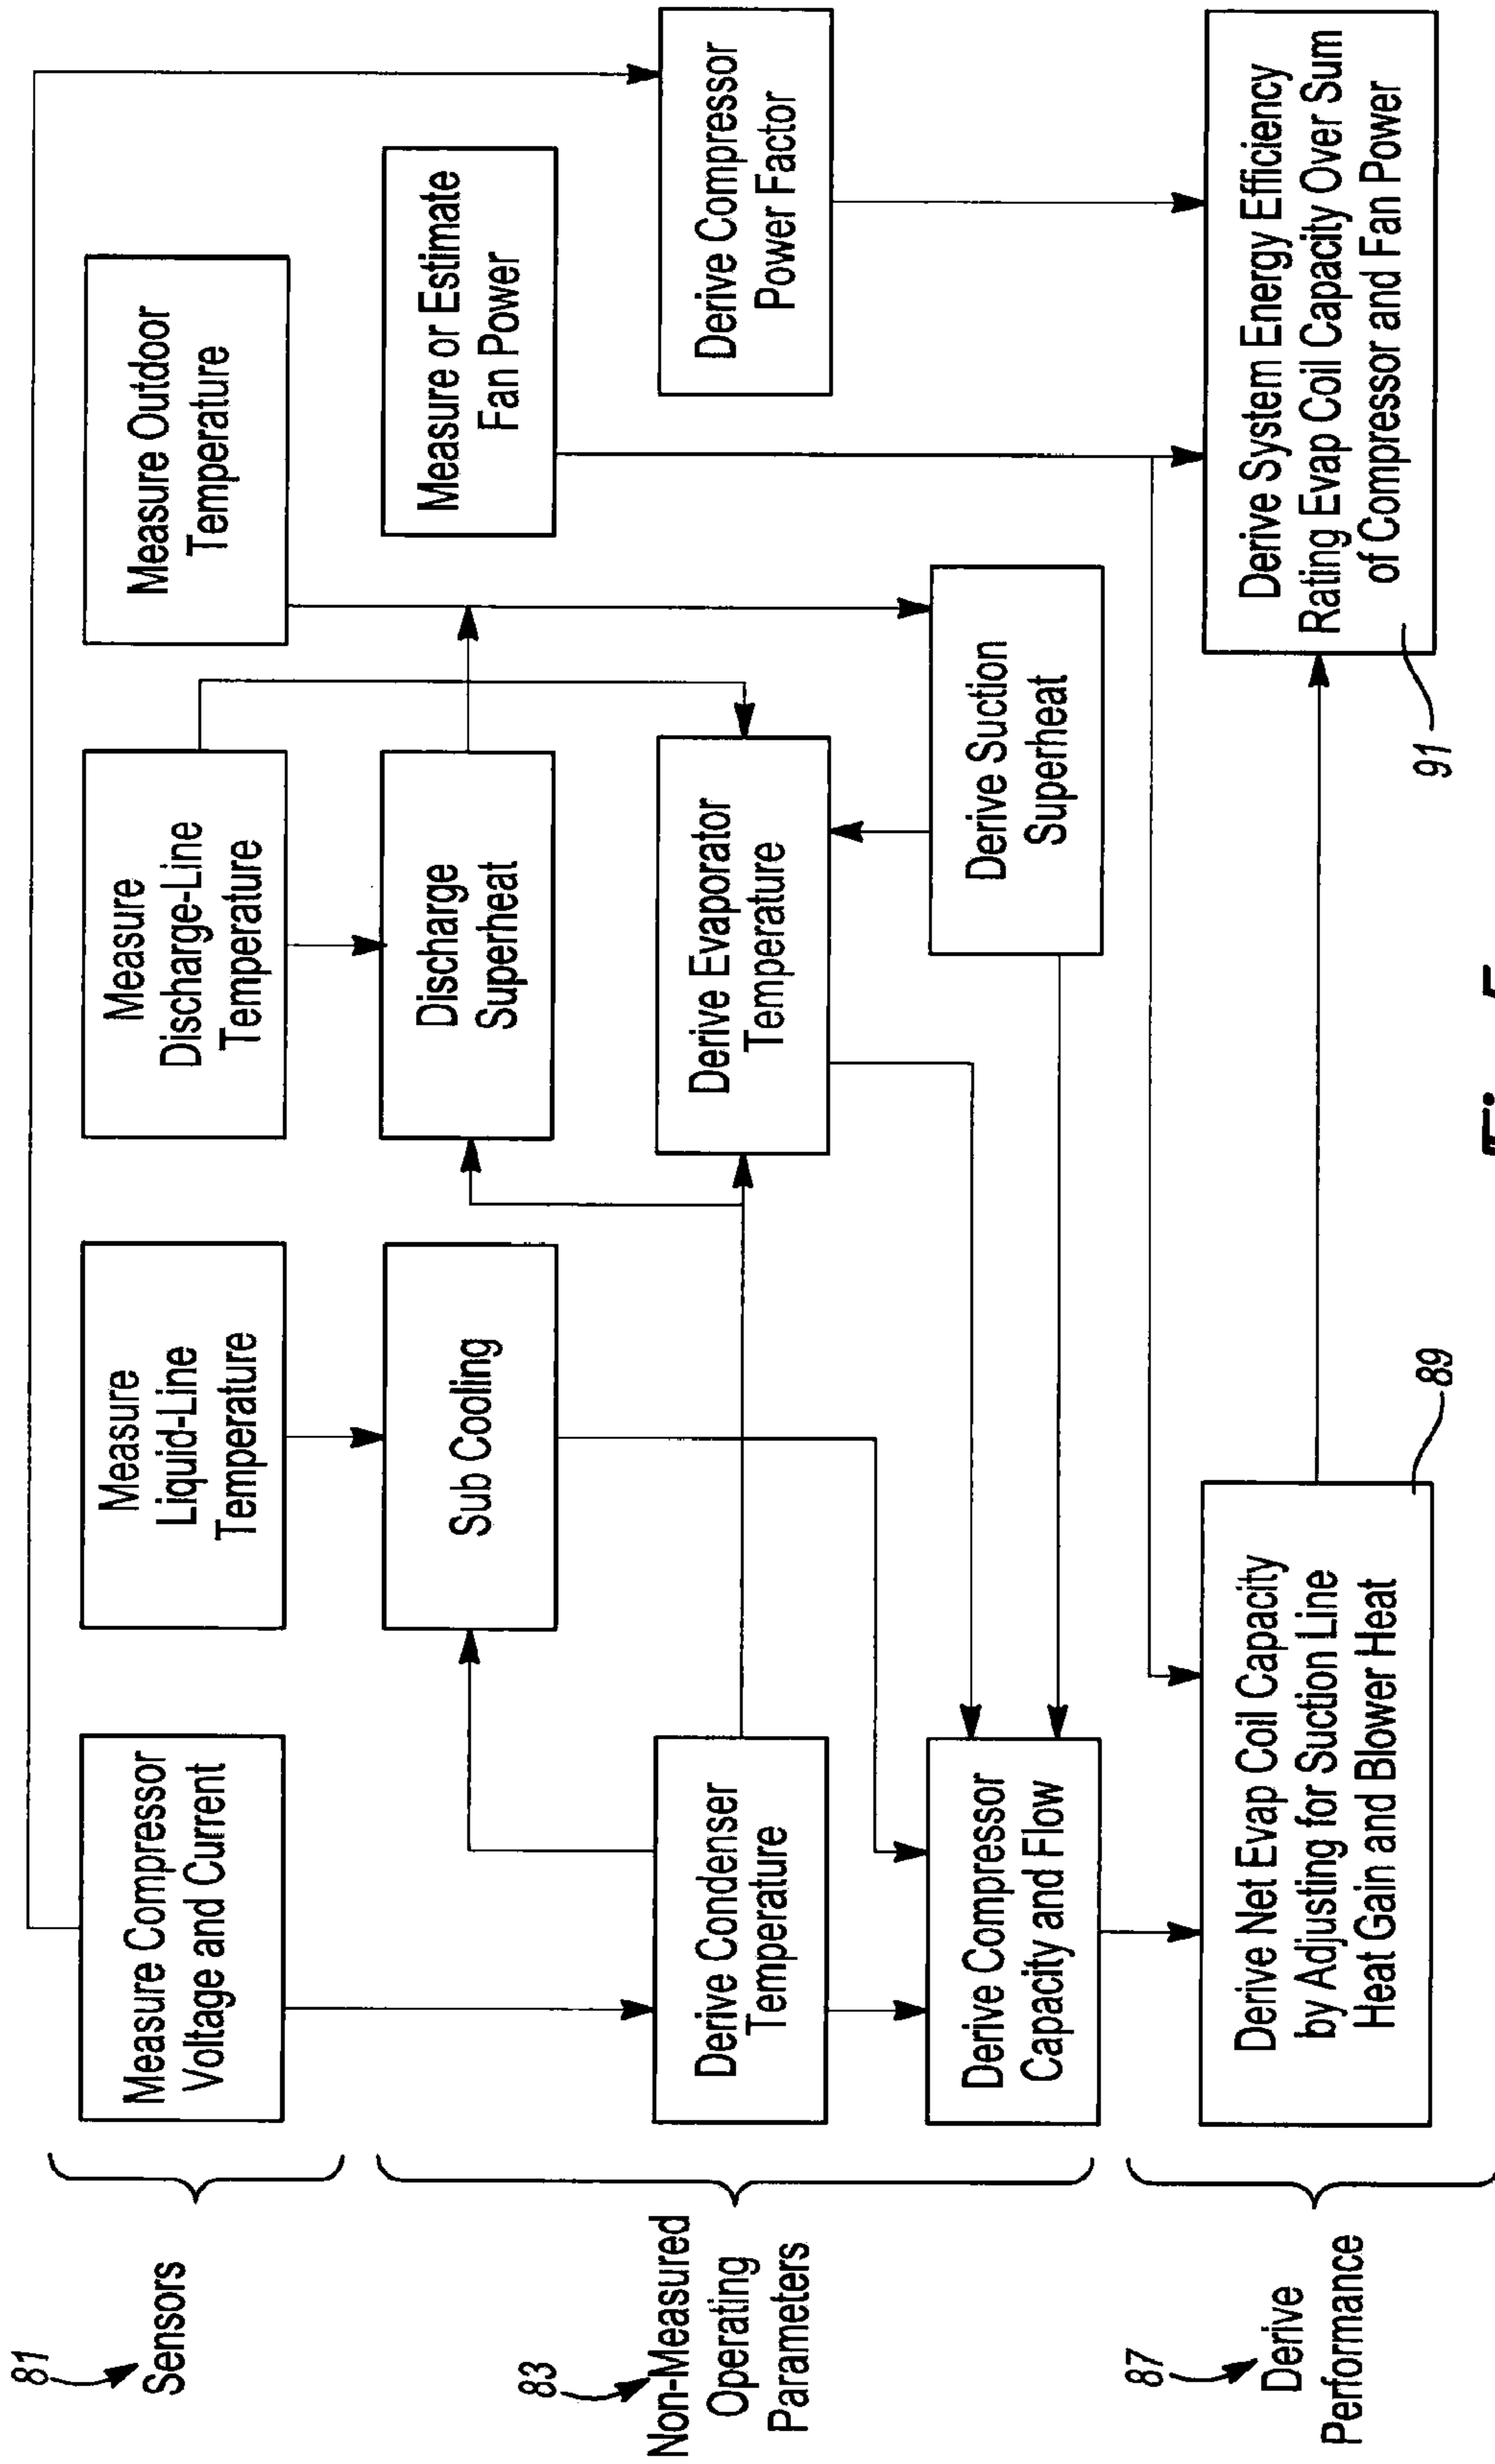 81
Sensors
Measure Compressor
Voltage and Current
Measure
Liquid-Line
Temperature
Measure
Discharge-Line
Temperature
Measure Outdoor
Temperature
83
Non-Measured
Operating
Parameters
Sub Cooling
Discharge
Superheat
Measure or Estimate
Fan Power
Derive Condenser
Temperature
Derive Evaporator
Temperature
Derive Compressor
Power Factor
Derive Compressor
Capacity and Flow
Derive Suction
Superheat
87
Derive
Performance
Derive Net Evap Coil Capacity
by Adjusting for Suction Line
Heat Gain and Blower Heat
89
Derive System Energy Efficiency
Rating Evap Coil Capacity Over Sum
of Compressor and Fan Power
91